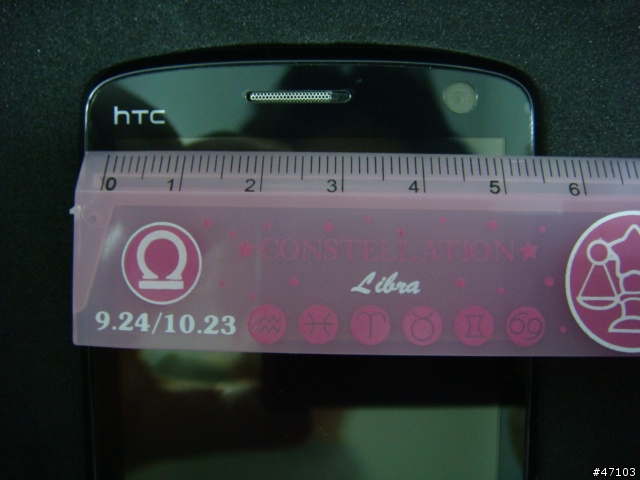 hTC
0 1 2 3 4 5 6
CONSTELLATION
Libra
9.24/10.23
#47103